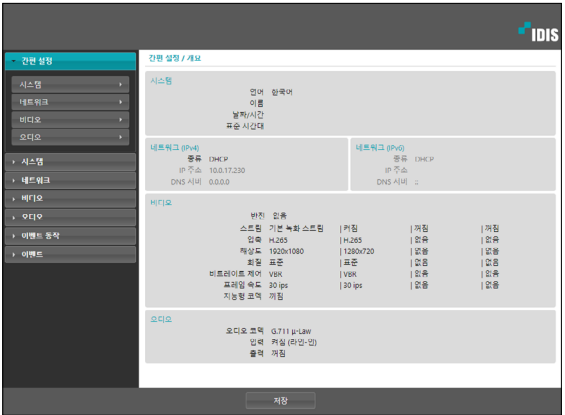 IDIS
간편 설정
시스템
네트워크
비디오
오디오
시스템
네트워크
비디오
오디오
이벤트 동작
이벤트
간편 설정 / 개요
시스템
언어 한국어
이름
날짜/시간
표준 시간대
네트워크 (IPv4)
종류 DHCP
IP 주소 10.0.17.230
DNS 서버 0.0.0.0
네트워크 (IPv6)
종류 DHCP
IP 주소
DNS 서버 ::
비디오
반전 없음
스트림 기본 녹화 스트림 | 켜짐 | 꺼짐 | 꺼짐
압축 H.265 | H.265 | 없음 | 없음
해상도 1920x1080 | 1280x720 | 없음 | 없음
화질 표준 | 표준 | 없음 | 없음
비트레이트 제어 VBR | VBR | 없음 | 없음
프레임 속도 30 ips | 30 ips | 없음 | 없음
지능형 코덱 꺼짐
오디오
오디오 코덱 G.711 μ-Law
입력 켜짐 (라인-인)
출력 꺼짐
저장